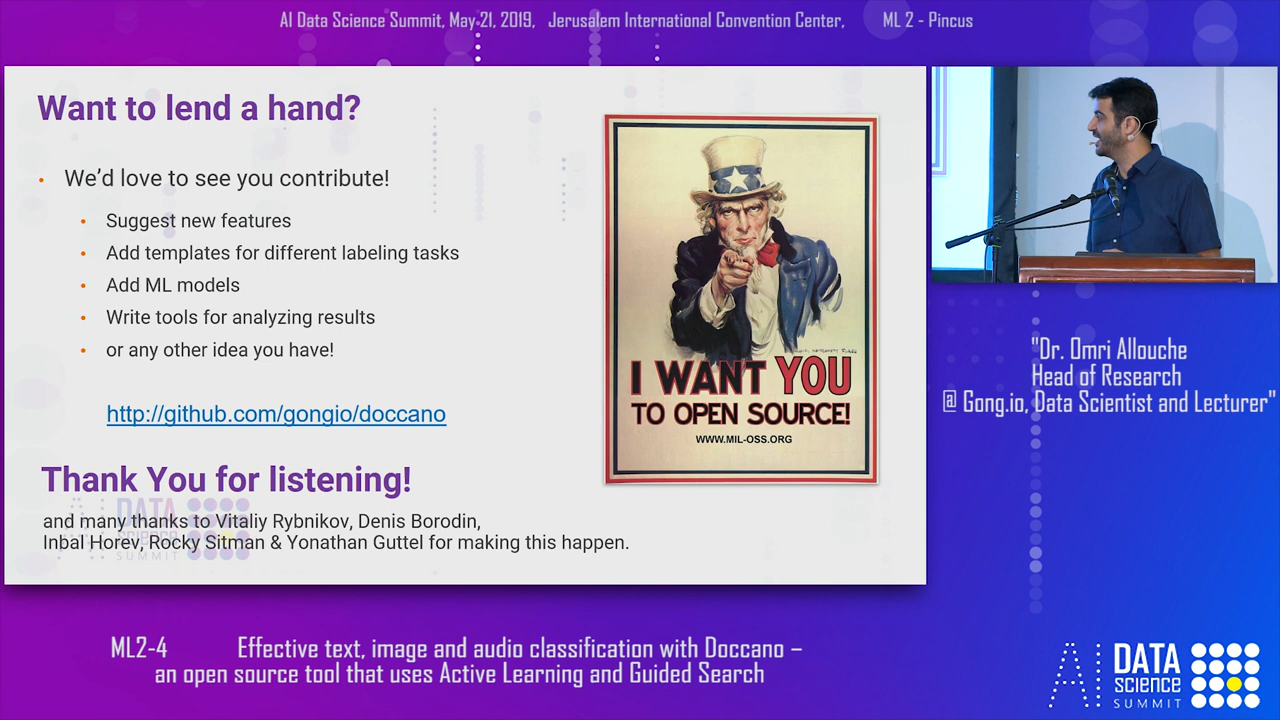 AI Data Science Summit, May 21, 2019, Jerusalem International Convention Center, ML 2 - Pincus
Want to lend a hand?
• We'd love to see you contribute!
• Suggest new features
• Add templates for different labeling tasks
• Add ML models
• Write tools for analyzing results
• or any other idea you have!
http://github.com/gongio/doccano
Thank You for listening!
and many thanks to Vitaliy Rybnikov, Denis Borodin,
Inbal Horev, Rocky Sitman & Yonathan Guttel for making this happen.
I WANT YOU
TO OPEN SOURCE!
WWW.MIL-OSS.ORG
"Dr. Omri Allouche
Head of Research
@ Gong.io, Data Scientist and Lecturer"
ML2-4 Effective text, image and audio classification with Doccano –
an open source tool that uses Active Learning and Guided Search
AI DATA
SCIENCE
SUMMIT